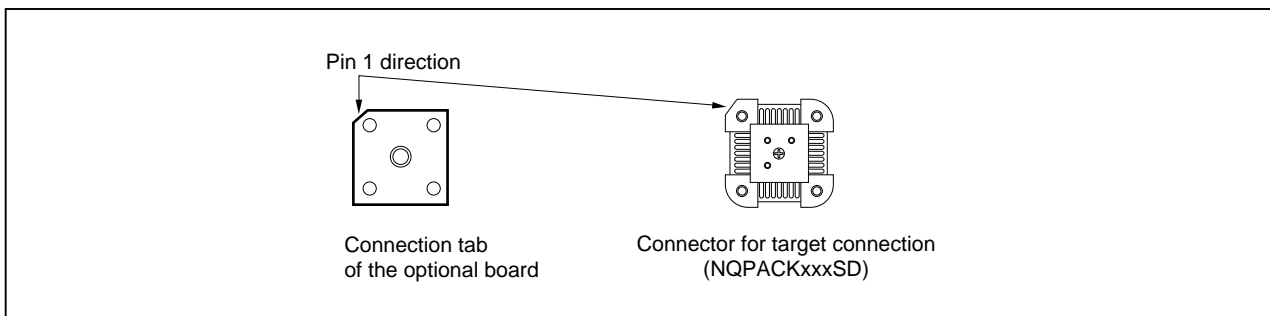 Pin 1 direction
Connection tab
of the optional board
Connector for target connection
(NQPACKxxxSD)